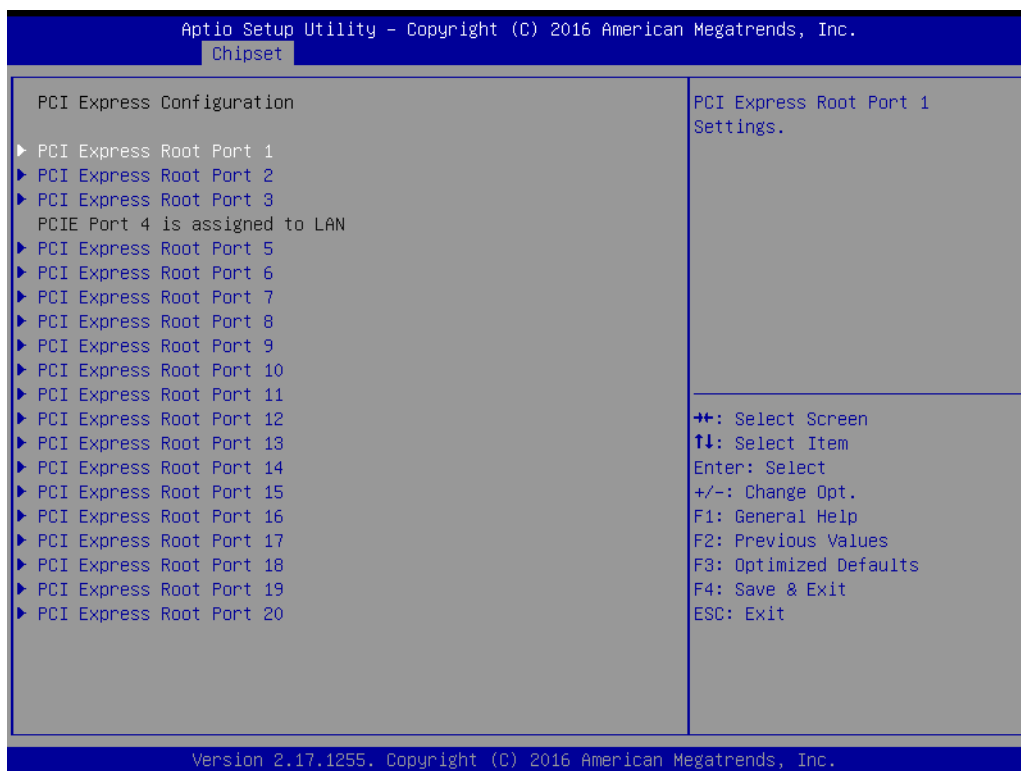 Aptio Setup Utility – Copyright (C) 2016 American Megatrends, Inc.
Chipset
PCI Express Configuration
▶ PCI Express Root Port 1
▶ PCI Express Root Port 2
▶ PCI Express Root Port 3
PCIE Port 4 is assigned to LAN
▶ PCI Express Root Port 5
▶ PCI Express Root Port 6
▶ PCI Express Root Port 7
▶ PCI Express Root Port 8
▶ PCI Express Root Port 9
▶ PCI Express Root Port 10
▶ PCI Express Root Port 11
▶ PCI Express Root Port 12
▶ PCI Express Root Port 13
▶ PCI Express Root Port 14
▶ PCI Express Root Port 15
▶ PCI Express Root Port 16
▶ PCI Express Root Port 17
▶ PCI Express Root Port 18
▶ PCI Express Root Port 19
▶ PCI Express Root Port 20
PCI Express Root Port 1
Settings.
→←: Select Screen
↑↓: Select Item
Enter: Select
+/-: Change Opt.
F1: General Help
F2: Previous Values
F3: Optimized Defaults
F4: Save & Exit
ESC: Exit
Version 2.17.1255. Copyright (C) 2016 American Megatrends, Inc.